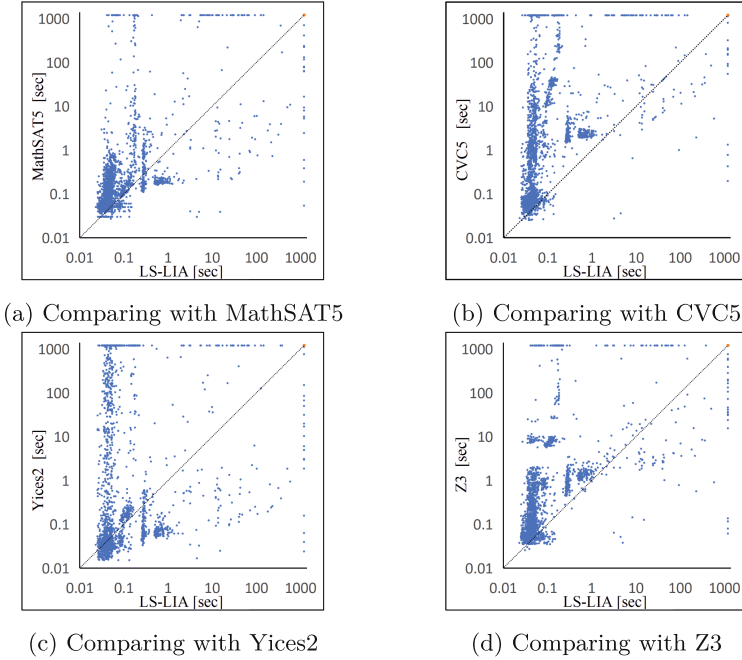 1000
100
10
1
0.1
0.01
MathSAT5 [sec]
0.01 0.1 1 10 100 1000
LS-LIA [sec]
(a) Comparing with MathSAT5
1000
100
10
1
0.1
0.01
CVC5 [sec]
0.01 0.1 1 10 100 1000
LS-LIA [sec]
(b) Comparing with CVC5
1000
100
10
1
0.1
0.01
Yices2 [sec]
0.01 0.1 1 10 100 1000
LS-LIA [sec]
(c) Comparing with Yices2
1000
100
10
1
0.1
0.01
Z3 [sec]
0.01 0.1 1 10 100 1000
LS-LIA [sec]
(d) Comparing with Z3